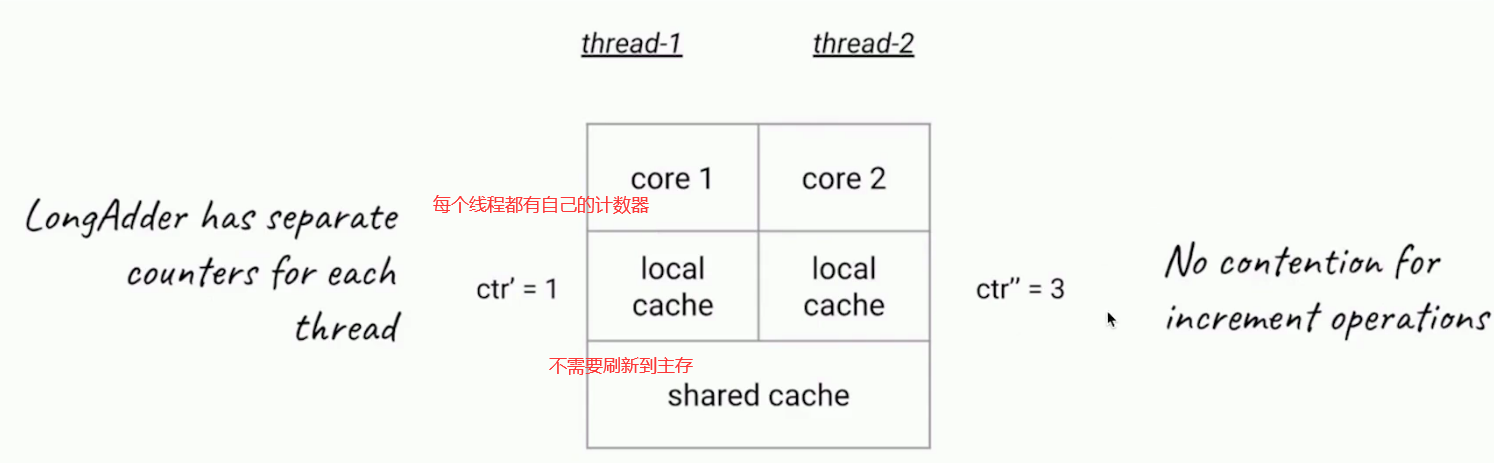 thread-1
thread-2
core 1
core 2
每个线程都有自己的计数器
LongAdder has separate
counters for each
thread
ctr' = 1
local
cache
local
cache
ctr'' = 3
No contention for
increment operations
不需要刷新到主存
shared cache